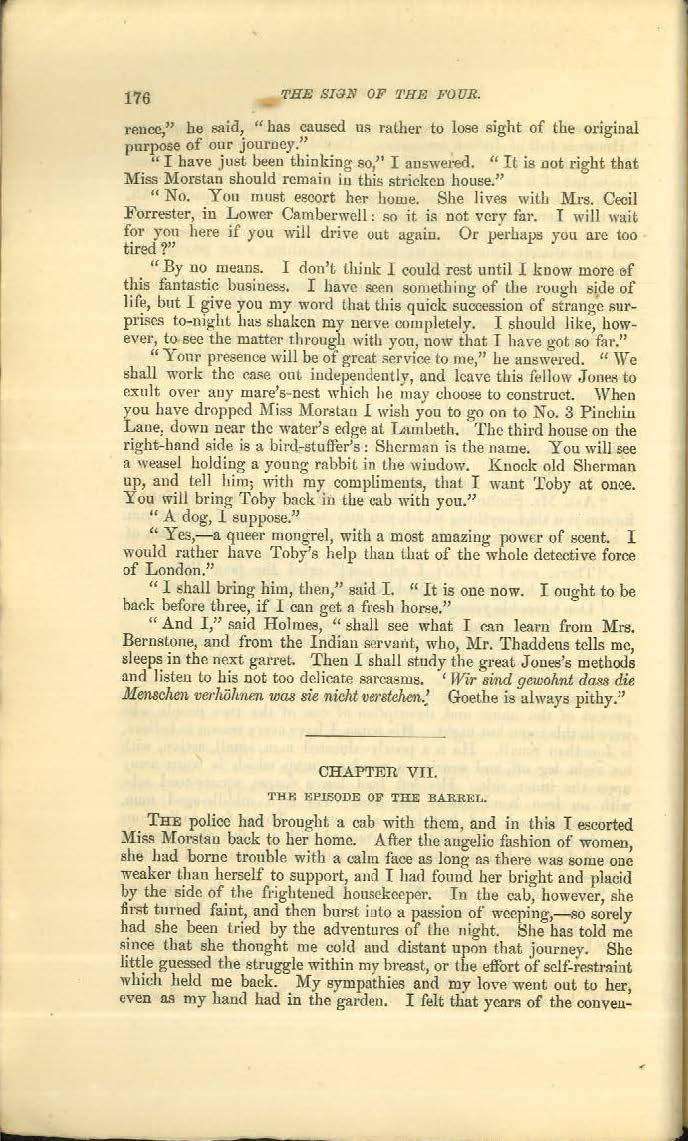 176
THE SIGN OF THE FOUR.
rence,” he said, “has caused us rather to lose sight of the original
purpose of our journey.”
“I have just been thinking so,” I answered. “It is not right that
Miss Morstan should remain in this stricken house.”
“No. You must escort her home. She lives with Mrs. Cecil
Forrester, in Lower Camberwell: so it is not very far. I will wait
for you here if you will drive out again. Or perhaps you are too
tired?”
“By no means. I don’t think I could rest until I know more of
this fantastic business. I have seen something of the rough side of
life, but I give you my word that this quick succession of strange sur-
prises to-night has shaken my nerve completely. I should like, how-
ever, to see the matter through with you, now that I have got so far.”
“Your presence will be of great service to me,” he answered. “We
shall work the case out independently, and leave this fellow Jones to
exult over any mare’s-nest which he may choose to construct. When
you have dropped Miss Morstan I wish you to go on to No. 3 Pinchin
Lane, down near the water’s edge at Lambeth. The third house on the
right-hand side is a bird-stuffer’s: Sherman is the name. You will see
a weasel holding a young rabbit in the window. Knock old Sherman
up, and tell him, with my compliments, that I want Toby at once.
You will bring Toby back in the cab with you.”
“A dog, I suppose.”
“Yes,—a queer mongrel, with a most amazing power of scent. I
would rather have Toby’s help than that of the whole detective force
of London.”
“I shall bring him, then,” said I. “It is one now. I ought to be
back before three, if I can get a fresh horse.”
“And I,” said Holmes, “shall see what I can learn from Mrs.
Bernstone, and from the Indian servant, who, Mr. Thaddeus tells me,
sleeps in the next garret. Then I shall study the great Jones’s methods
and listen to his not too delicate sarcasms. ‘Wir sind gewohnt dass die
Menschen verhöhnen was sie nicht verstehen.’ Goethe is always pithy.”
CHAPTER VII.
THE EPISODE OF THE BARREL.
THE police had brought a cab with them, and in this I escorted
Miss Morstan back to her home. After the angelic fashion of women,
she had borne trouble with a calm face as long as there was some one
weaker than herself to support, and I had found her bright and placid
by the side of the frightened housekeeper. In the cab, however, she
first turned faint, and then burst into a passion of weeping,—so sorely
had she been tried by the adventures of the night. She has told me
since that she thought me cold and distant upon that journey. She
little guessed the struggle within my breast, or the effort of self-restraint
which held me back. My sympathies and my love went out to her,
even as my hand had in the garden. I felt that years of the conven-